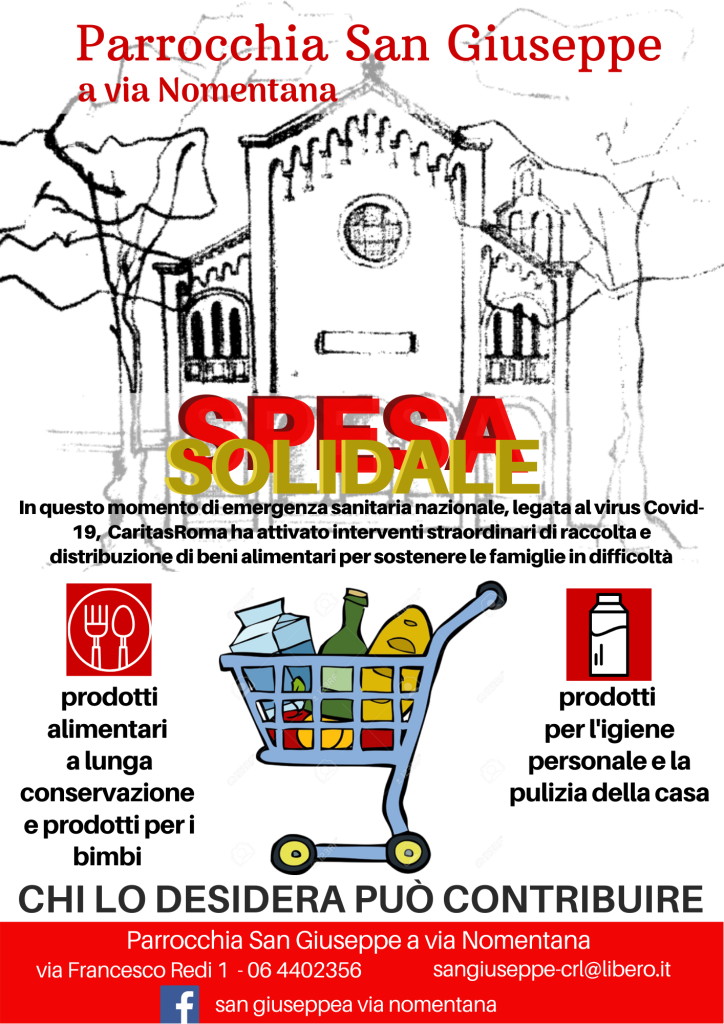 Parrocchia San Giuseppe
a via Nomentana
SPESA
SOLIDALE
In questo momento di emergenza sanitaria nazionale, legata al virus Covid-
19, CaritasRoma ha attivato interventi straordinari di raccolta e
distribuzione di beni alimentari per sostenere le famiglie in difficoltà
prodotti
alimentari
a lunga
conservazione
e prodotti per i
bimbi
prodotti
per l'igiene
personale e la
pulizia della casa
CHI LO DESIDERA PUÒ CONTRIBUIRE
Parrocchia San Giuseppe a via Nomentana
via Francesco Redi 1 - 06 4402356
sangiuseppe-crl@libero.it
f
san giuseppea via nomentana